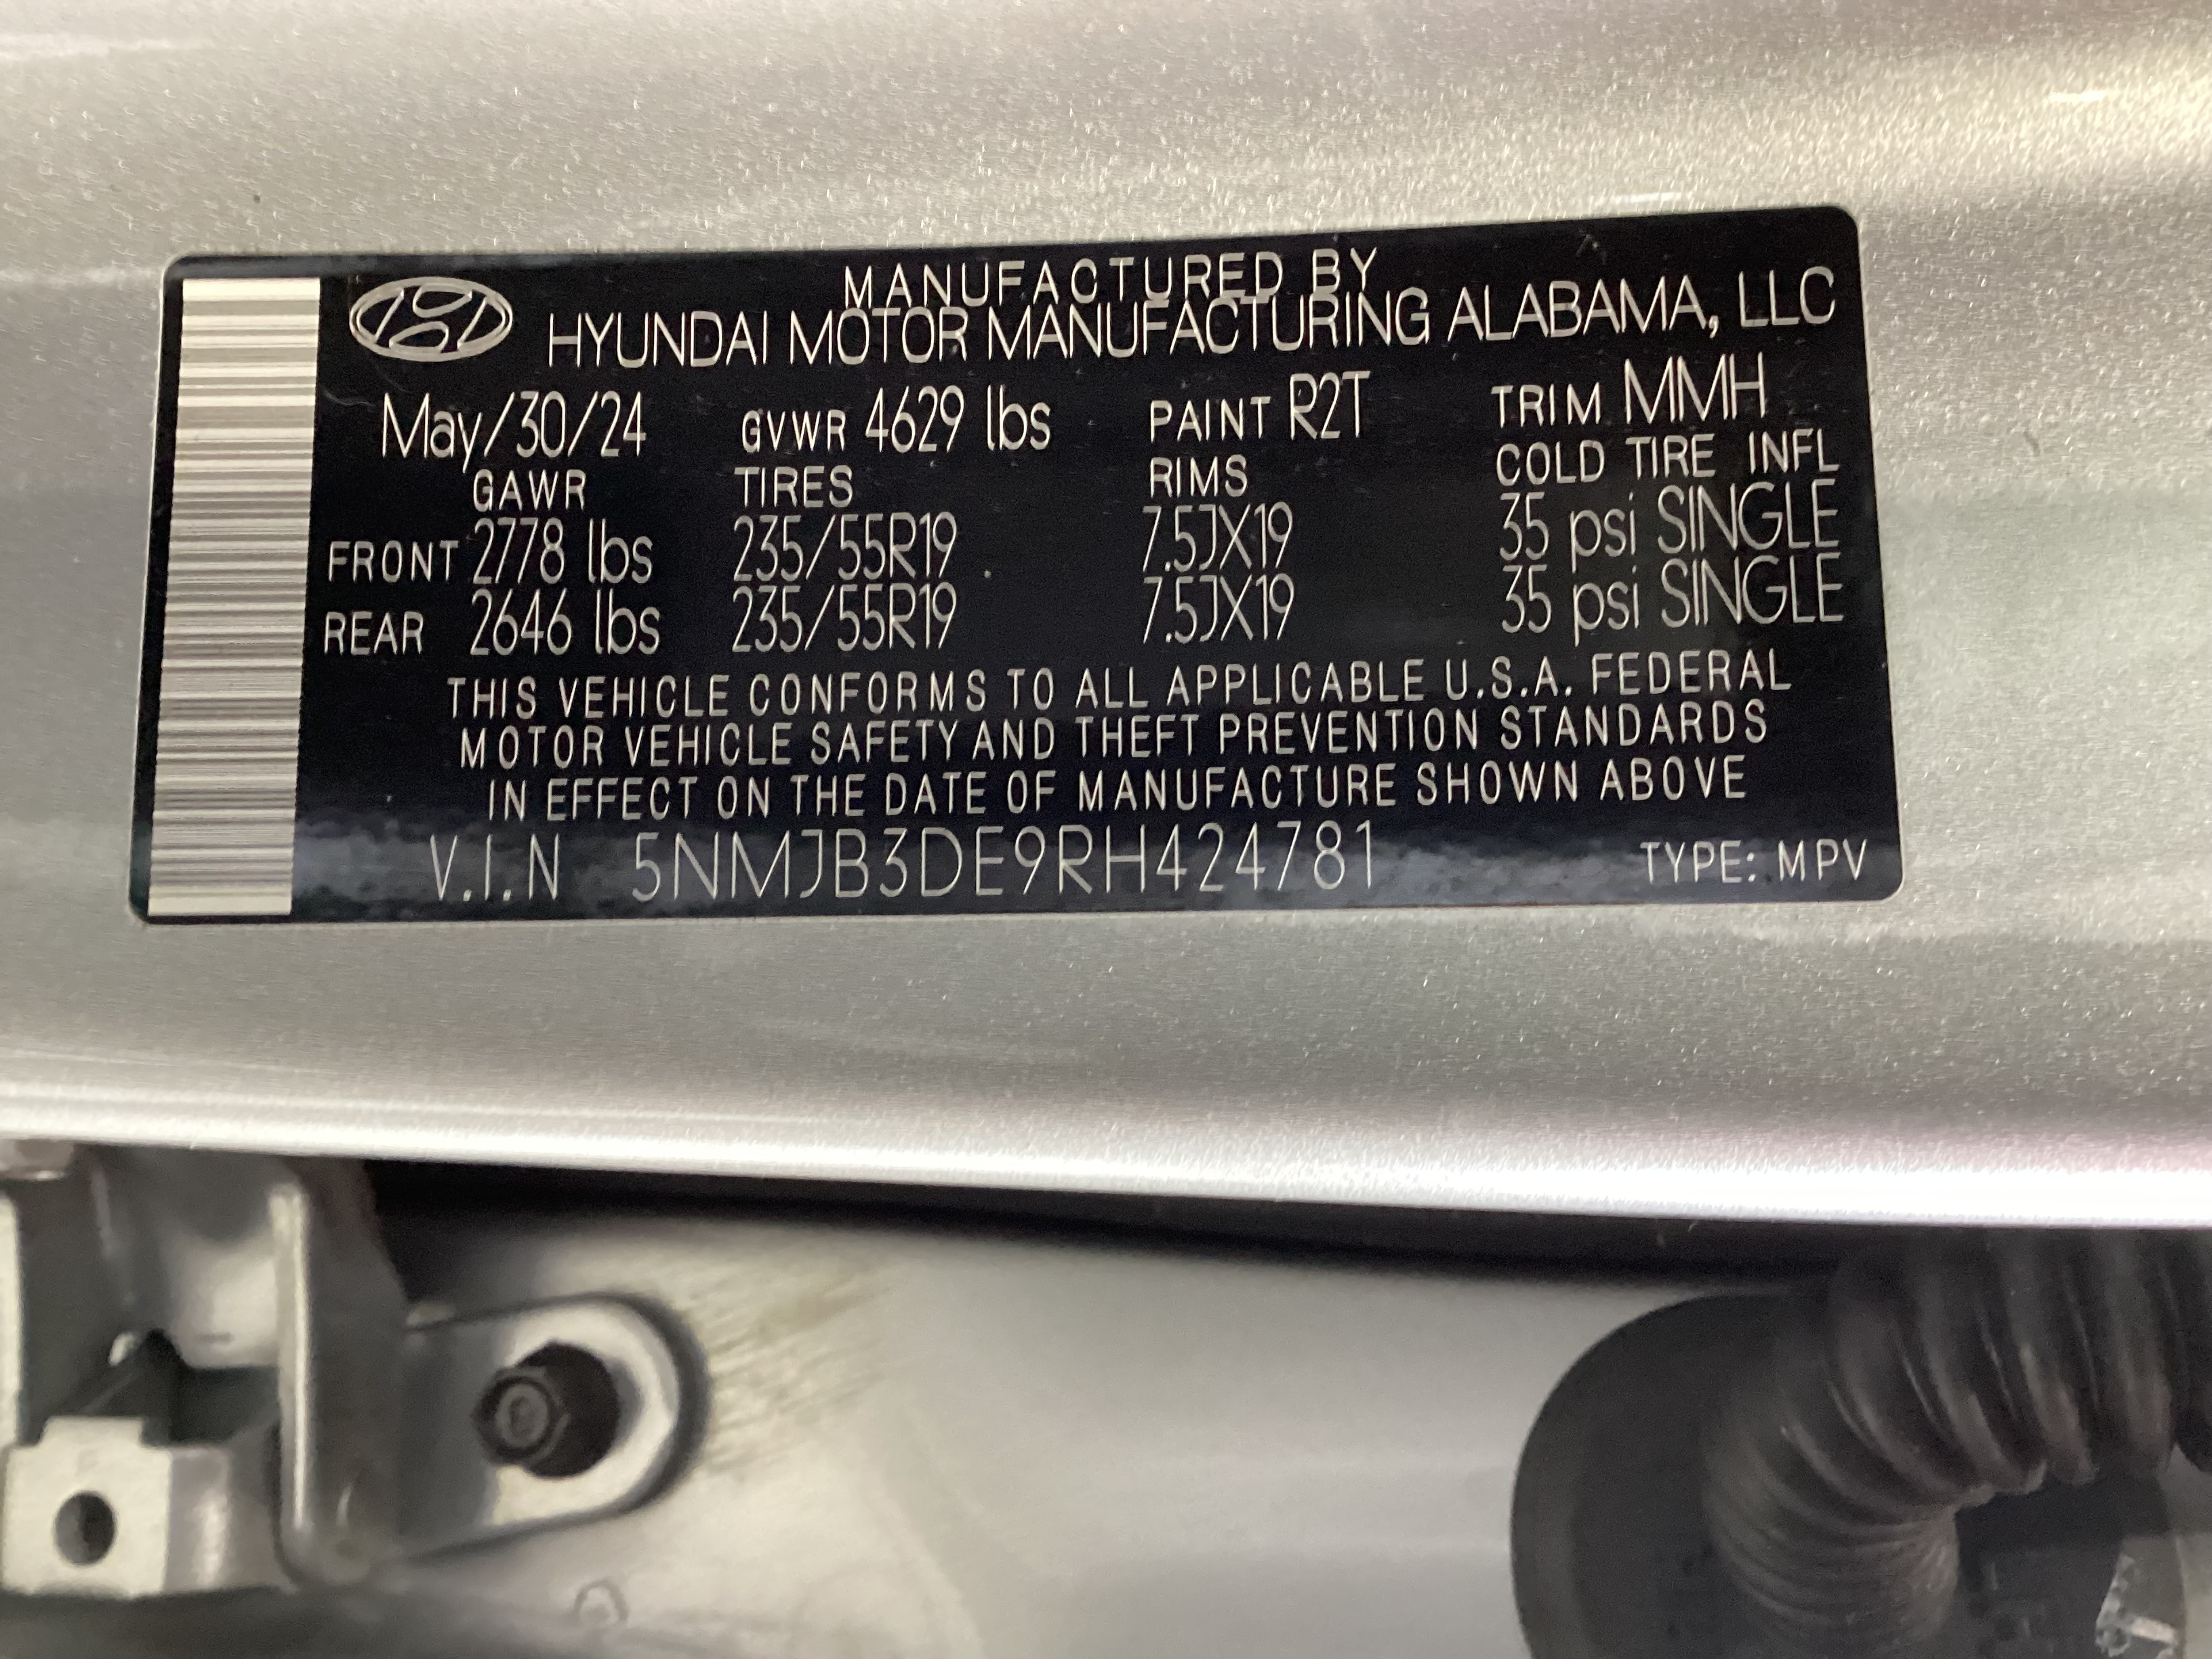 MANUFACTURED BY
HYUNDAI MOTOR MANUFACTURING ALABAMA, LLC
May/30/24 GVWR 4629 lbs PAINT R2T TRIM MMH
GAWR TIRES RIMS COLD TIRE INFL
FRONT 2778 lbs 235/55R19 7.5JX19 35 psi SINGLE
REAR 2646 lbs 235/55R19 7.5JX19 35 psi SINGLE
THIS VEHICLE CONFORMS TO ALL APPLICABLE U.S.A. FEDERAL
MOTOR VEHICLE SAFETY AND THEFT PREVENTION STANDARDS
IN EFFECT ON THE DATE OF MANUFACTURE SHOWN ABOVE
V.I.N 5NMJB3DE9RH424781 TYPE: MPV